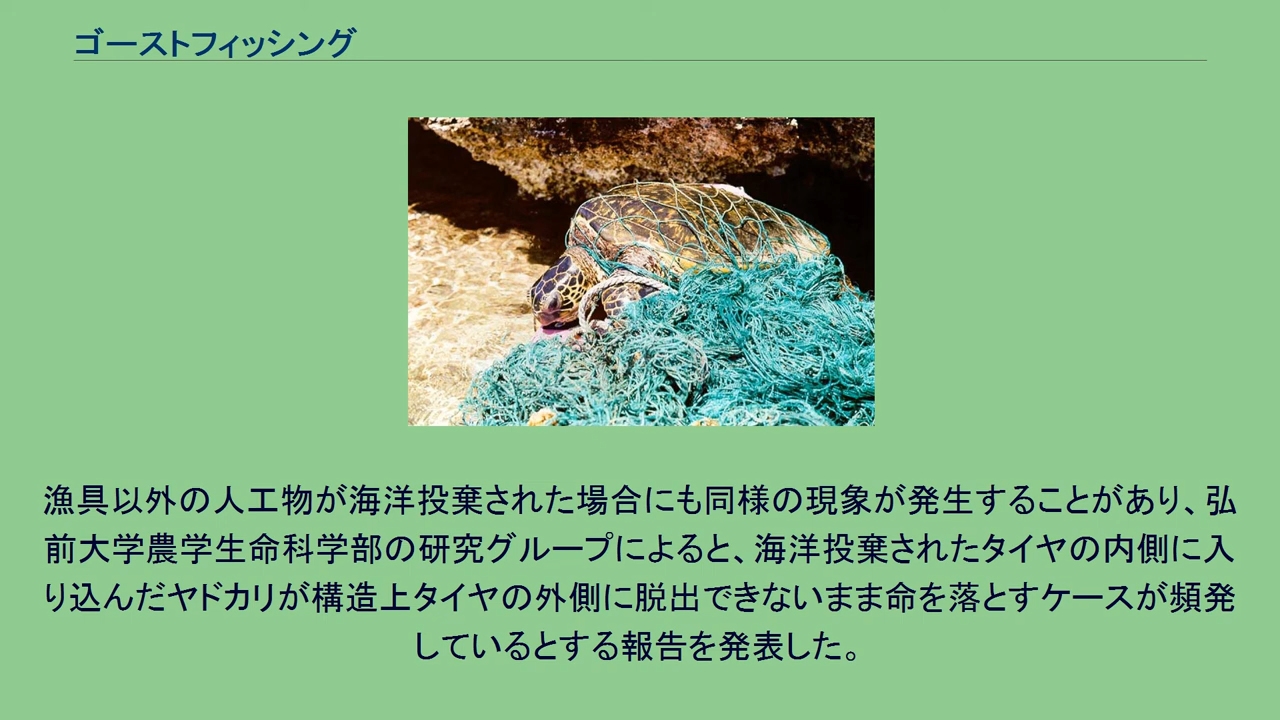 ゴーストフィッシング
漁具以外の人工物が海洋投棄された場合にも同様の現象が発生することがあり、弘
前大学農学生命科学部の研究グループによると、海洋投棄されたタイヤの内側に入
り込んだヤドカリが構造上タイヤの外側に脱出できないまま命を落とすケースが頻発
しているとする報告を発表した。